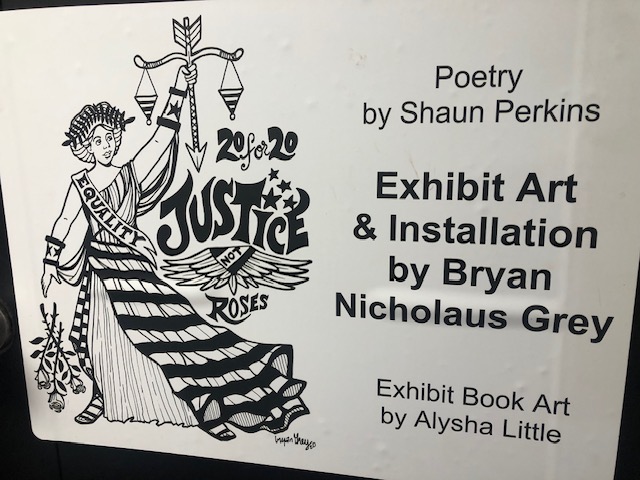 20 for 20
JUSTICE
NOT
ROSES
EQUALITY
Poetry
by Shaun Perkins
Exhibit Art
& Installation
by Bryan
Nicholaus Grey
Exhibit Book Art
by Alysha Little